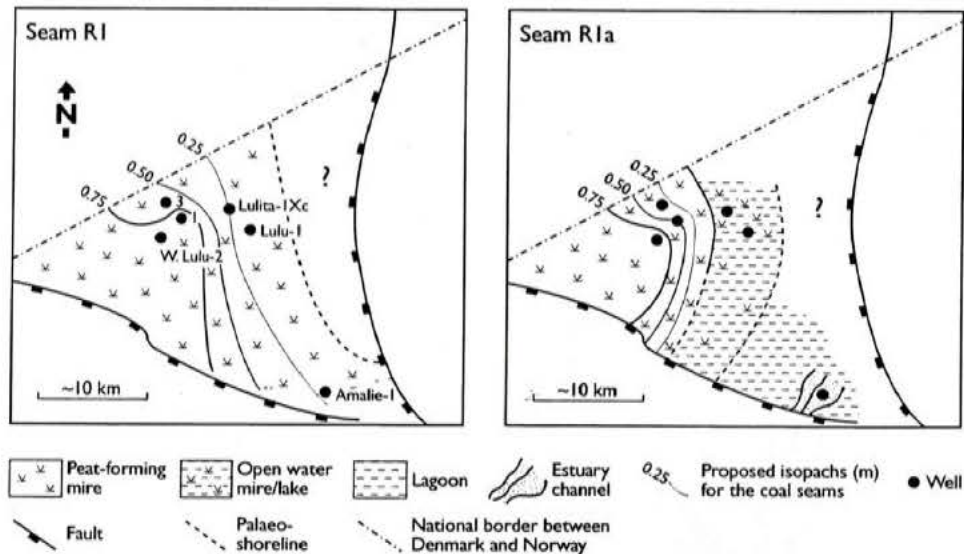 Seam R1
N
0.25
0.50
0.75
3
1
Lulita-1Xc
Lulu-1
W. Lulu-2
?
~10 km
Amalie-1
Seam R1a
0.25
0.50
0.75
?
~10 km
Peat-forming
mire
Open water
mire/lake
Lagoon
Estuary
channel
0.25
Proposed isopachs (m)
for the coal seams
Well
Fault
Palaeo-
shoreline
National border between
Denmark and Norway